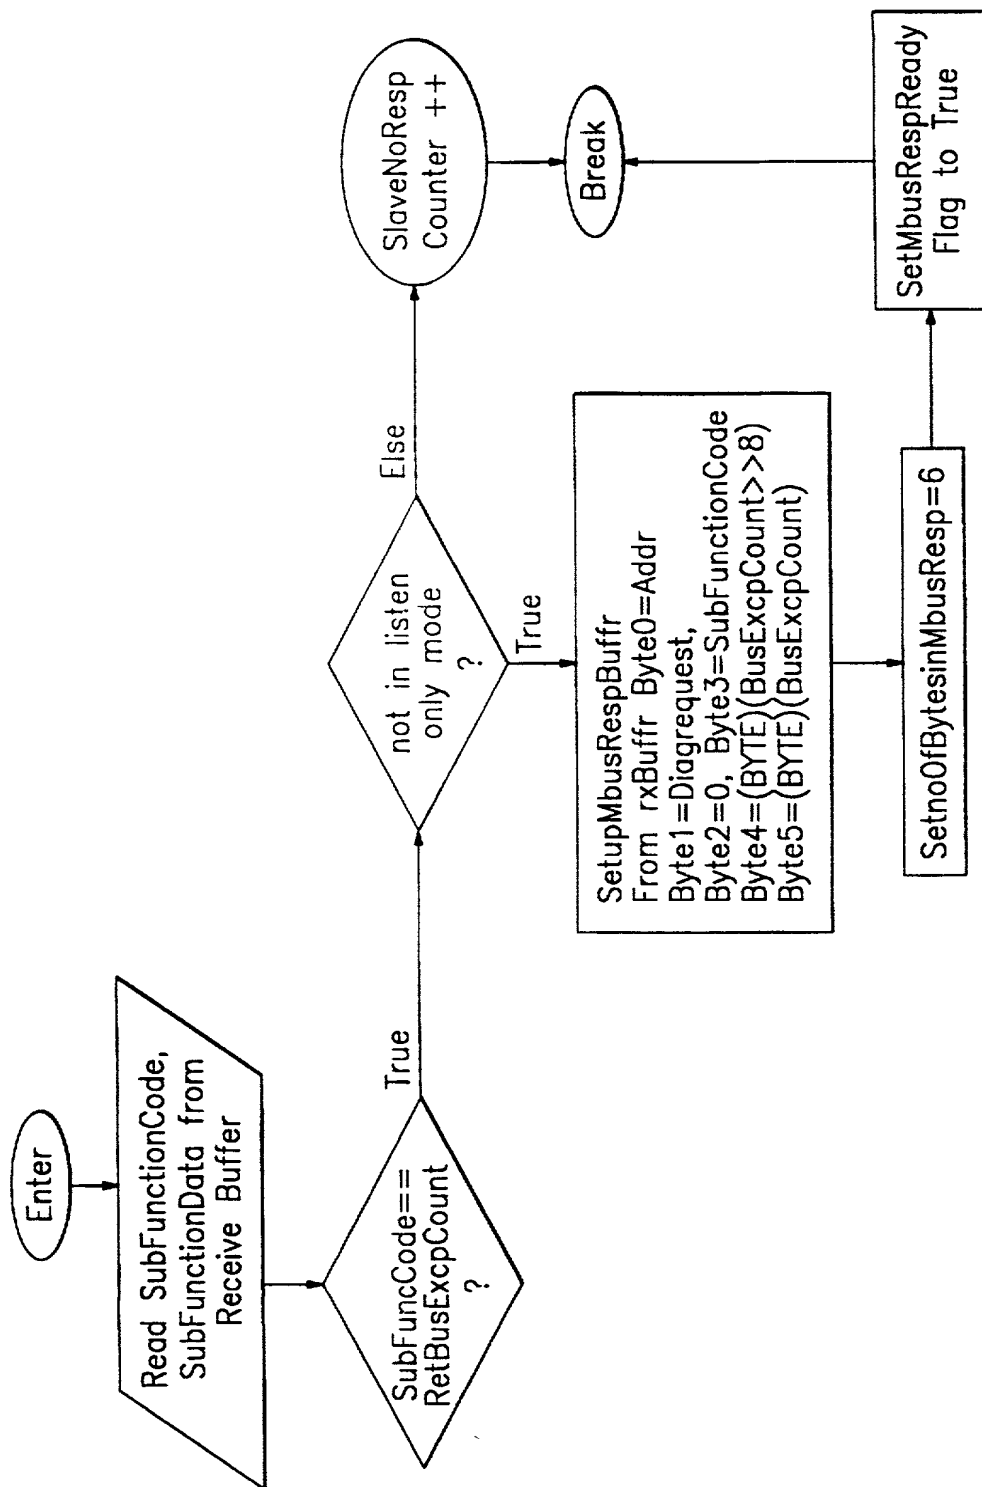 Enter
Read SubFunctionCode,
SubFunctionData from
Receive Buffer
SubFuncCode==
RetBusExcpCount
?
True
not in listen
only mode
?
Else
SlaveNoResp
Counter ++
Break
True
SetupMbusRespBuffr
From rxBuffr Byte0=Addr
Byte1=Diagrequest,
Byte2=0, Byte3=SubFunctionCode
Byte4=(BYTE)(BusExcpCount>>8)
Byte5=(BYTE)(BusExcpCount)
SetnoOfBytesinMbusResp=6
SetMbusRespReady
Flag to True